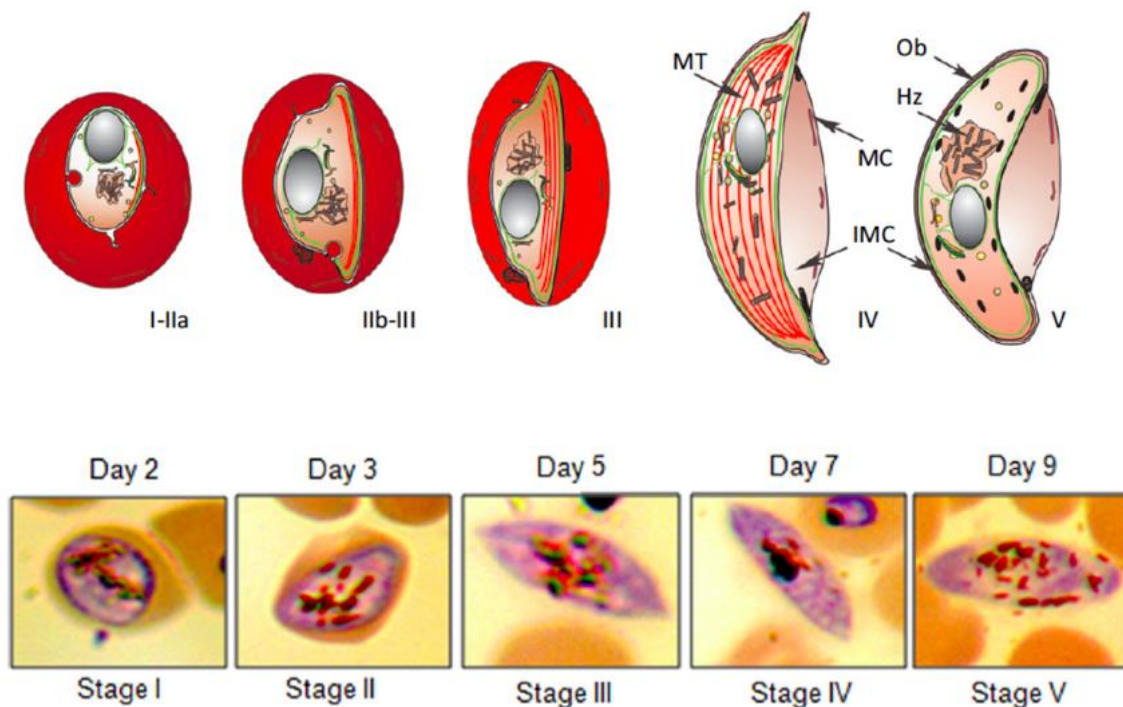 MT
Ob
Hz
MC
IMC
I-IIa
IIb-III
III
IV
V
Day 2
Day 3
Day 5
Day 7
Day 9
Stage I
Stage II
Stage III
Stage IV
Stage V